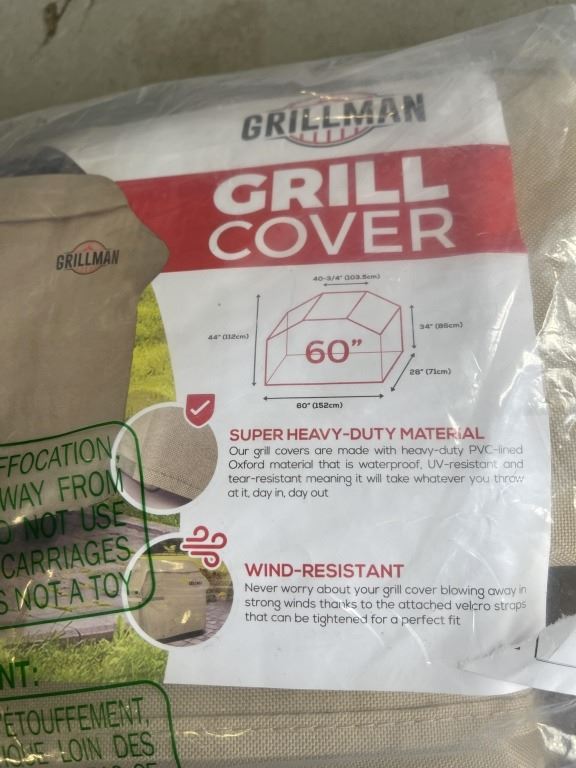 GRILLMAN
GRILL
COVER
GRILLMAN
40-3/4" (103.5cm)
44" (112cm)
34" (86cm)
60"
28" (71cm)
60" (152cm)
SUPER HEAVY-DUTY MATERIAL
Our grill covers are made with heavy-duty PVC-lined
Oxford material that is waterproof, UV-resistant and
tear-resistant meaning it will take whatever you throw
at it, day in, day out
FFOCATION,
WAY FROM
O NOT USE
CARRIAGES
S NOT A TOY.
WIND-RESISTANT
Never worry about your grill cover blowing away in
strong winds thanks to the attached velcro straps
that can be tightened for a perfect fit
NT:
'ÉTOUFFEMENT,
QUE LOIN DES